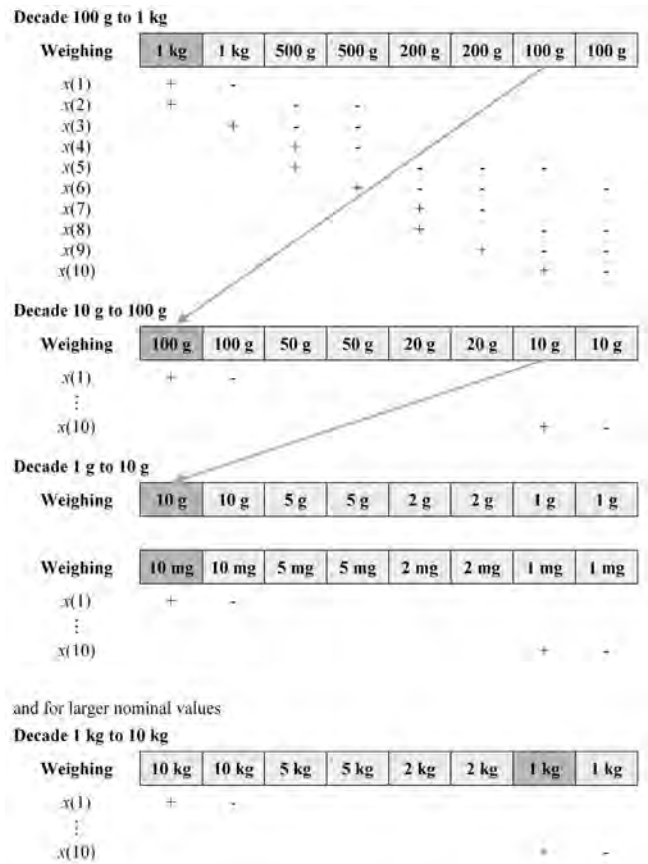 Decade 100 g to 1 kg
Weighing 1 kg 1 kg 500 g 500 g 200 g 200 g 100 g 100 g
x(1) + -
x(2) + - -
x(3) + - -
x(4) + -
x(5) + - - -
x(6) + - - -
x(7) + -
x(8) + - -
x(9) + - -
x(10) + -
Decade 10 g to 100 g
Weighing 100 g 100 g 50 g 50 g 20 g 20 g 10 g 10 g
x(1) + -
⋮
x(10) + -
Decade 1 g to 10 g
Weighing 10 g 10 g 5 g 5 g 2 g 2 g 1 g 1 g
Weighing 10 mg 10 mg 5 mg 5 mg 2 mg 2 mg 1 mg 1 mg
x(1) + -
⋮
x(10) + -
and for larger nominal values
Decade 1 kg to 10 kg
Weighing 10 kg 10 kg 5 kg 5 kg 2 kg 2 kg 1 kg 1 kg
x(1) + -
⋮
x(10) + -